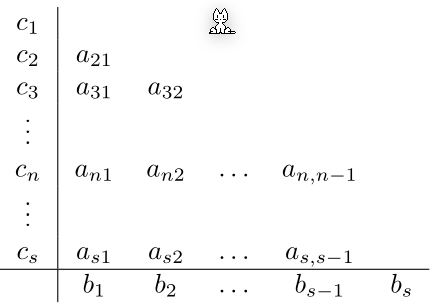 c₁
c₂ a₂₁
c₃ a₃₁ a₃₂
⋮
cₙ aₙ₁ aₙ₂ … aₙ,ₙ₋₁
⋮
cₛ aₛ₁ aₛ₂ … aₛ,ₛ₋₁
b₁ b₂ … bₛ₋₁ bₛ